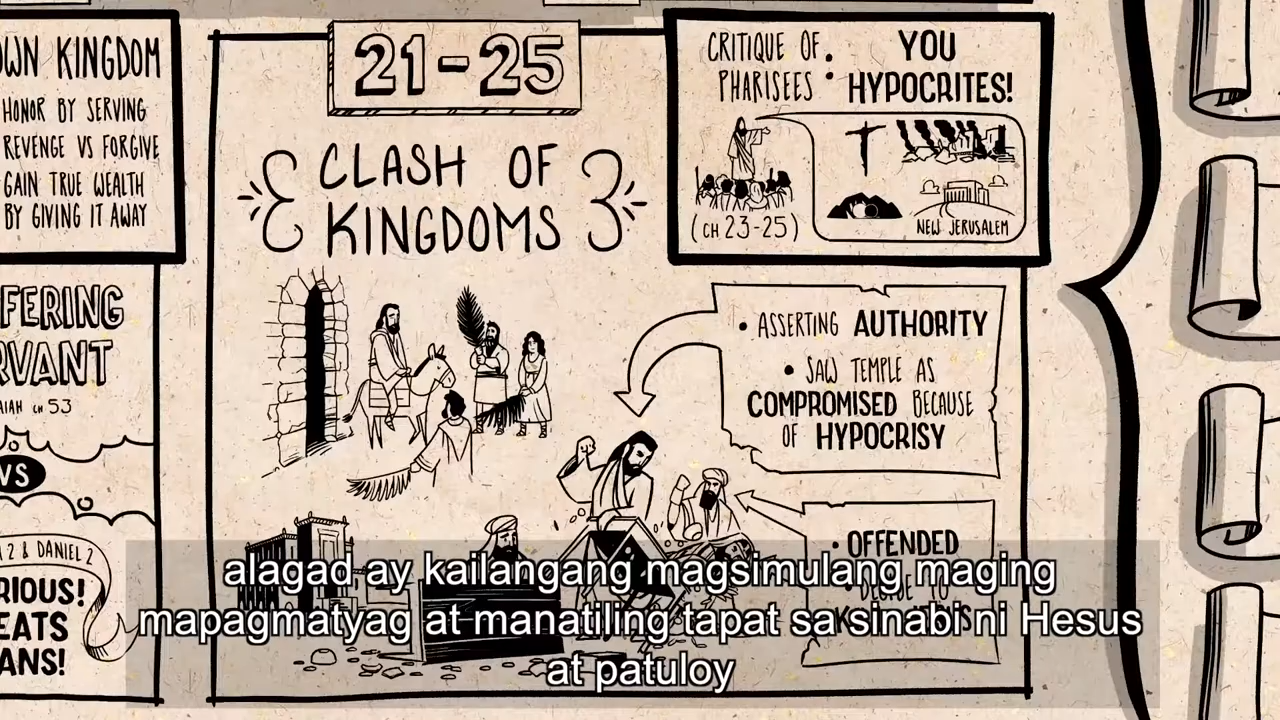 OWN KINGDOM
HONOR BY SERVING
REVENGE VS FORGIVE
GAIN TRUE WEALTH
BY GIVING IT AWAY
FERING
RVANT
AIAH CH 53
VS
2 & DANIEL 2
RIOUS!
EATS
ANS!
21-25
CLASH OF
KINGDOMS
CRITIQUE OF
PHARISEES :
YOU
HYPOCRITES!
(CH 23-25)
NEW JERUSALEM
• ASSERTING AUTHORITY
• SAW TEMPLE AS
COMPROMISED BECAUSE
OF HYPOCRISY
• OFFENDED
alagad ay kailangang magsimulang maging
mapagmatyag at manatiling tapat sa sinabi ni Hesus
at patuloy